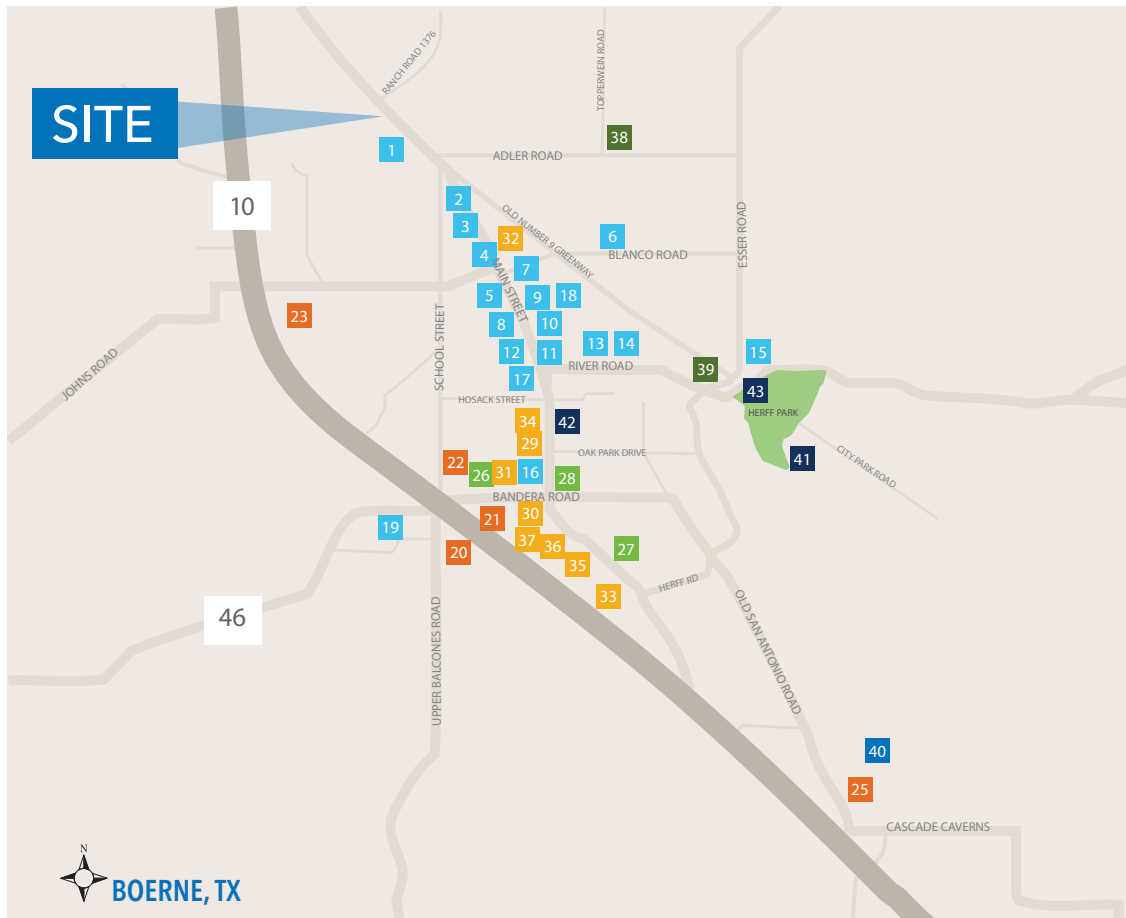 RANCH ROAD 1376
TOPPERWEIN ROAD
SITE
38
1
ADLER ROAD
10
2
OLD NUMBER 9 GREENWAY
ESSER ROAD
3
32
6
4
BLANCO ROAD
7
MAIN STREET
5
9
18
23
8
10
SCHOOL STREET
JOHNS ROAD
12
11
13
14
15
RIVER ROAD
39
17
43
HOSACK STREET
HERFF PARK
34
42
29
OAK PARK DRIVE
CITY PARK ROAD
22
26
31
16
28
41
BANDERA ROAD
19
21
30
20
37
36
27
35
HERFF RD
33
46
UPPER BALCONES ROAD
OLD SAN ANTONIO ROAD
40
25
CASCADE CAVERNS
N
BOERNE, TX